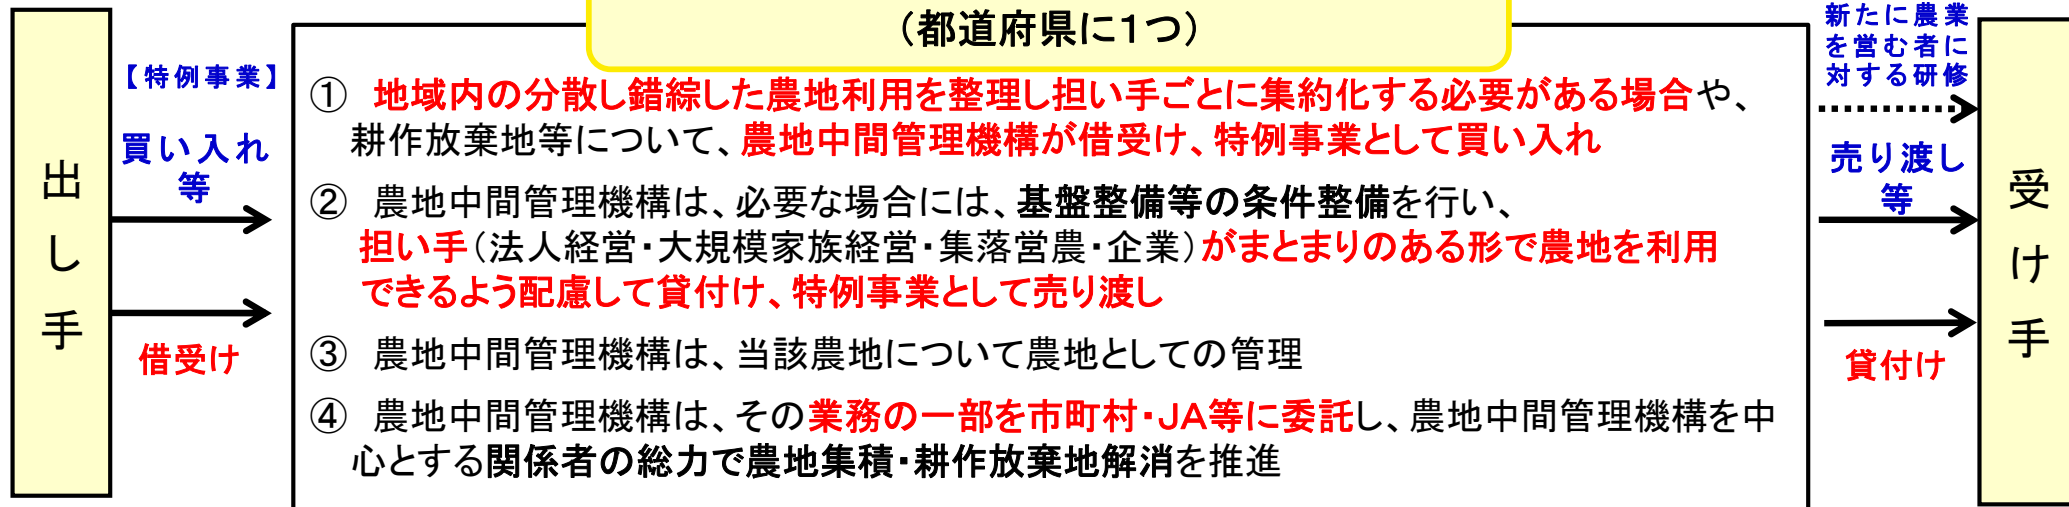 (都道府県に1つ)
出し手
【特例事業】
買い入れ
等
借受け
① 地域内の分散し錯綜した農地利用を整理し担い手ごとに集約化する必要がある場合や、
耕作放棄地等について、農地中間管理機構が借受け、特例事業として買い入れ
② 農地中間管理機構は、必要な場合には、基盤整備等の条件整備を行い、
担い手(法人経営・大規模家族経営・集落営農・企業)がまとまりのある形で農地を利用
できるよう配慮して貸付け、特例事業として売り渡し
③ 農地中間管理機構は、当該農地について農地としての管理
④ 農地中間管理機構は、その業務の一部を市町村・JA等に委託し、農地中間管理機構を中
心とする関係者の総力で農地集積・耕作放棄地解消を推進
新たに農業
を営む者に
対する研修
売り渡し
等
貸付け
受け手